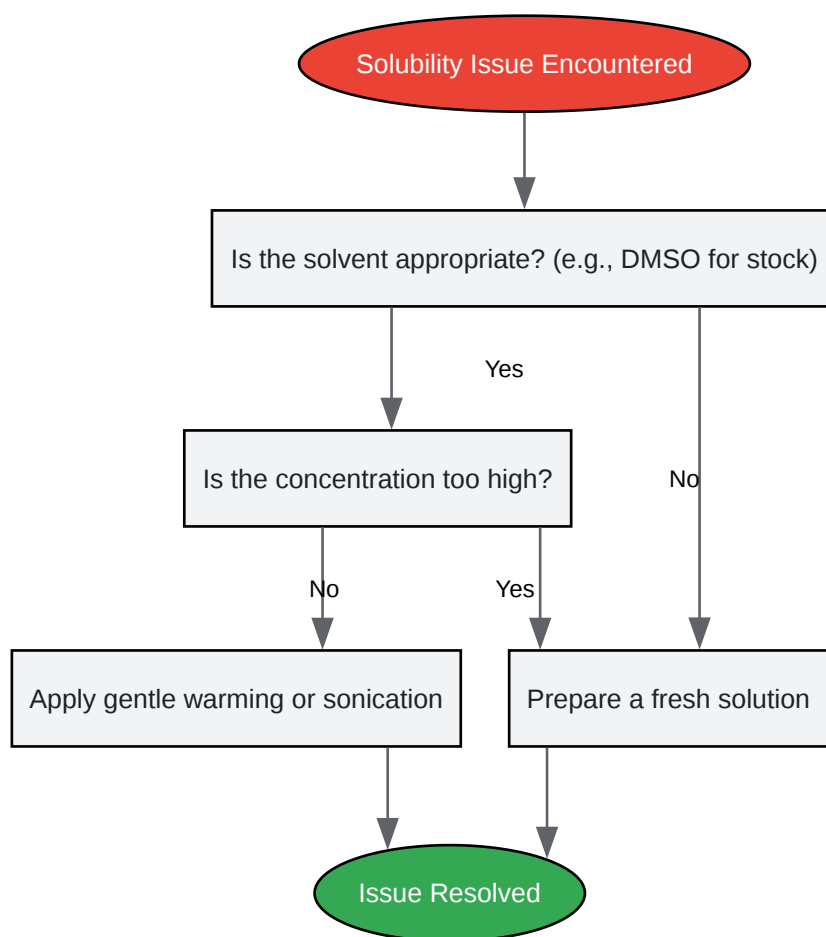 Solubility Issue Encountered
Is the solvent appropriate? (e.g., DMSO for stock)
Yes
Is the concentration too high?
No
No
Yes
Apply gentle warming or sonication
Prepare a fresh solution
Issue Resolved